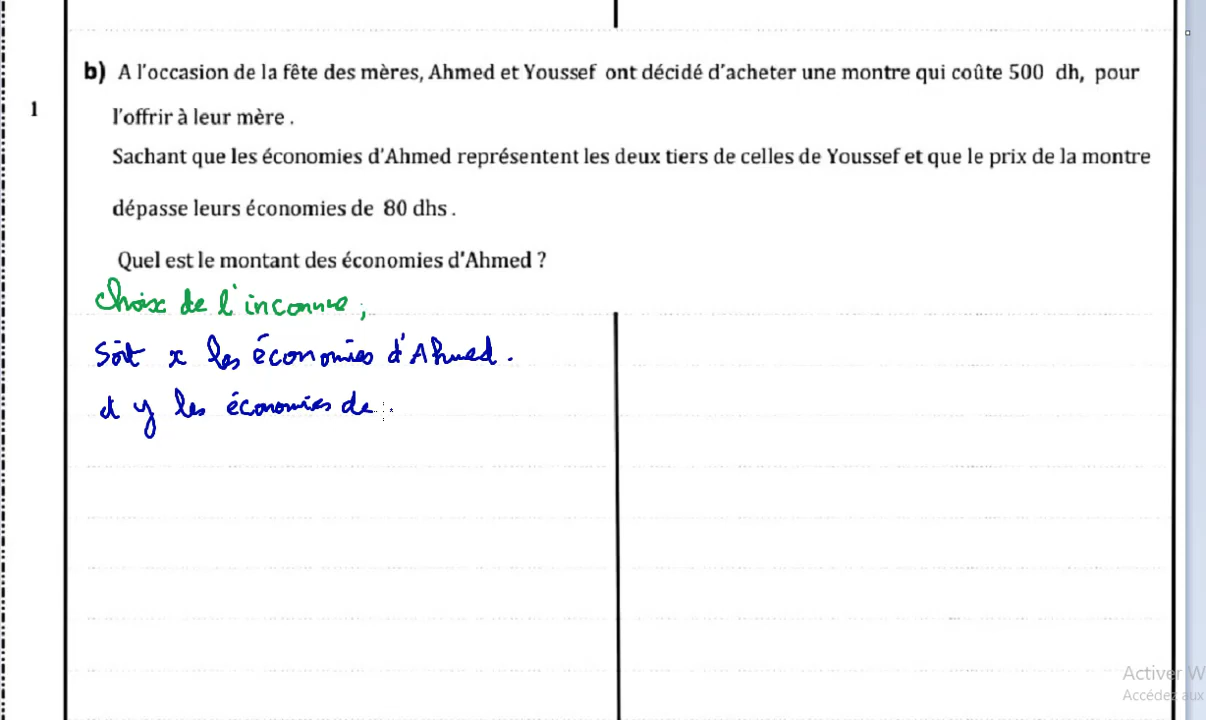 b) A l'occasion de la fête des mères, Ahmed et Youssef ont décidé d'acheter une montre qui coûte 500 dh, pour
1
l'offrir à leur mère .
Sachant que les économies d'Ahmed représentent les deux tiers de celles de Youssef et que le prix de la montre
dépasse leurs économies de 80 dhs .
Quel est le montant des économies d'Ahmed ?
Choix de l'inconnue ;
Soit x les économies d'Ahmed .
et y les économies de
Activer W
Accédez aux